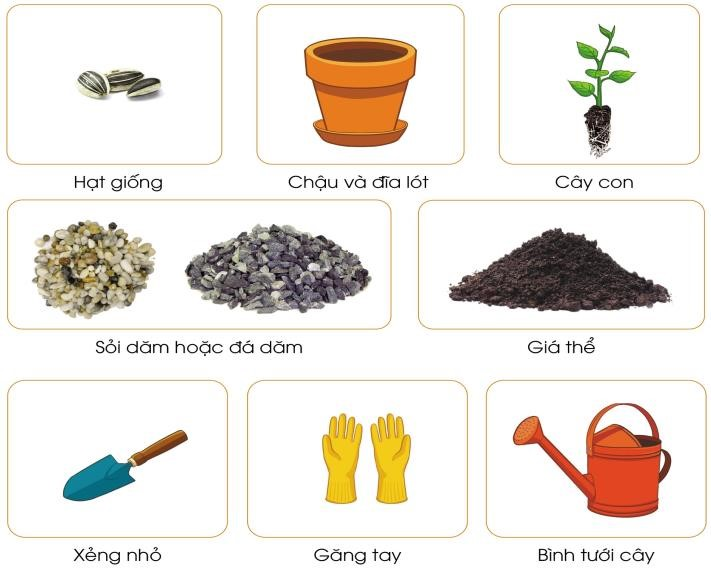 Hạt giống
Chậu và đĩa lót
Cây con
Sỏi dăm hoặc đá dăm
Giá thể
Xẻng nhỏ
Găng tay
Bình tưới cây